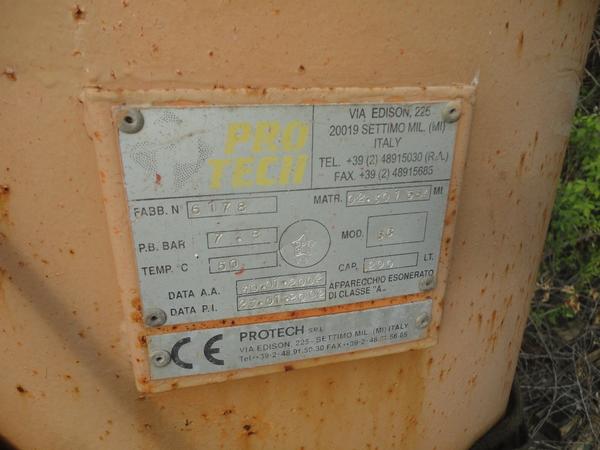 PRO
TECH
VIA EDISON, 225
20019 SETTIMO MIL. (MI)
ITALY
TEL. +39 (2) 48915030 (R.A.)
FAX. +39 (2) 48915685
FABB. N° 6178
MATR. MI
P.B. BAR
MOD.
TEMP. °C 50
CAP. 200 LT.
DATA A.A.
APPARECCHIO ESONERATO
DATA P.I.
DI CLASSE "A"
CE
PROTECH SRL
VIA EDISON, 225 - SETTIMO MIL. (MI) ITALY